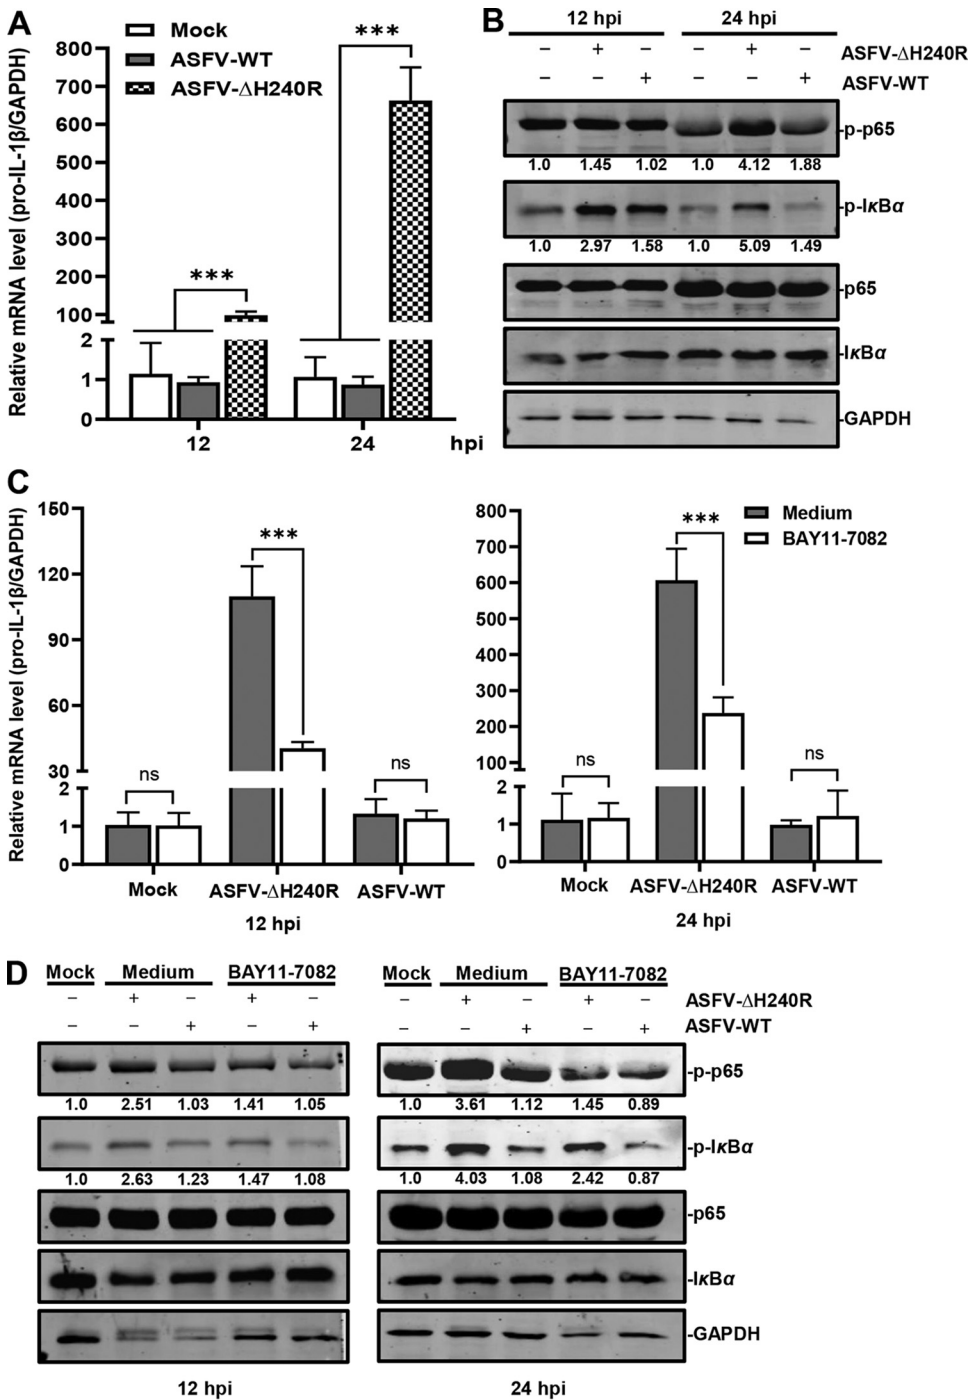 A
Relative mRNA level (pro-IL-1β/GAPDH)
Mock
ASFV-WT
ASFV-ΔH240R
800
700
600
500
400
300
200
100
2
1
0
***
***
12
24
hpi
B
12 hpi
24 hpi
– + – – + – ASFV-ΔH240R
– – + – – + ASFV-WT
-p-p65
1.0 1.45 1.02 1.0 4.12 1.88
-p-IκBα
1.0 2.97 1.58 1.0 5.09 1.49
-p65
-IκBα
-GAPDH
C
Relative mRNA level (pro-IL-1β/GAPDH)
150
120
90
60
30
2
1
0
ns
***
ns
Mock
ASFV-ΔH240R
ASFV-WT
12 hpi
800
700
600
500
400
300
200
100
2
1
0
ns
***
ns
Medium
BAY11-7082
Mock
ASFV-ΔH240R
ASFV-WT
24 hpi
D
Mock Medium BAY11-7082
– + – + –
– – + – +
1.0 2.51 1.03 1.41 1.05
1.0 2.63 1.23 1.47 1.08
12 hpi
Mock Medium BAY11-7082
– + – + – ASFV-ΔH240R
– – + – + ASFV-WT
-p-p65
1.0 3.61 1.12 1.45 0.89
-p-IκBα
1.0 4.03 1.08 2.42 0.87
-p65
-IκBα
-GAPDH
24 hpi